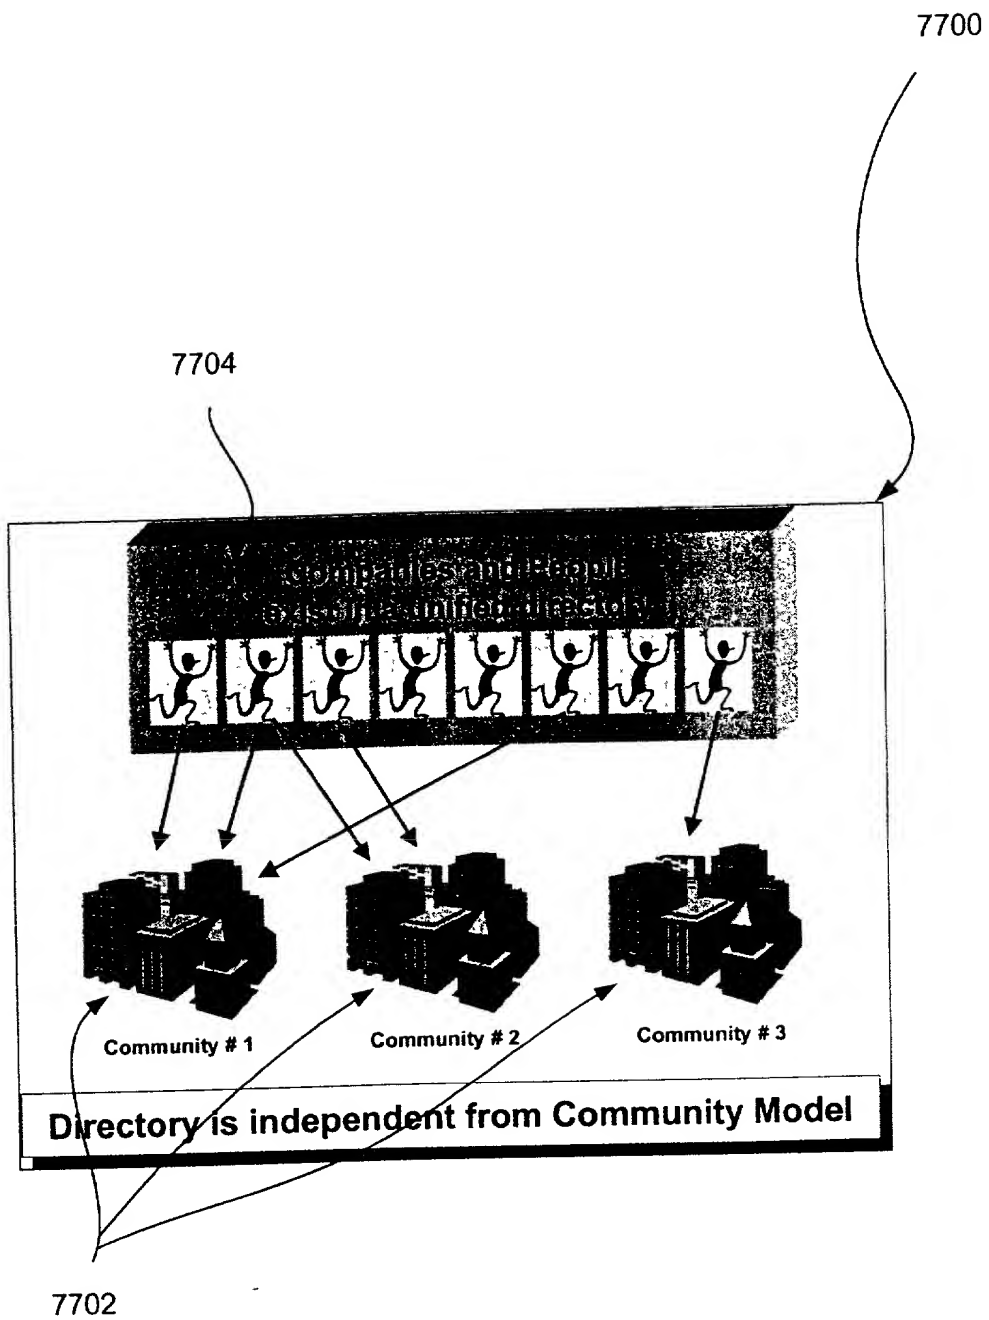 7700
7704
Companies and People
exist in a unified directory
Community # 1
Community # 2
Community # 3
Directory is independent from Community Model
7702